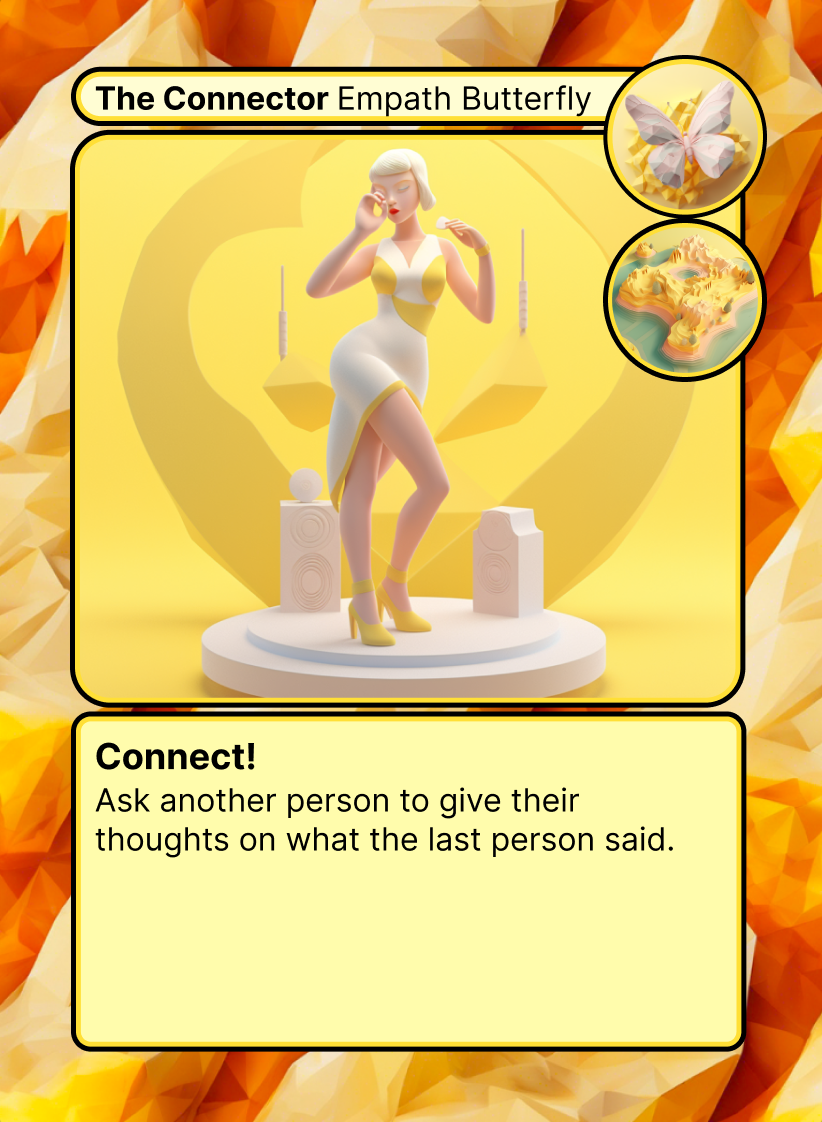 The Connector Empath Butterfly
Connect!
Ask another person to give their
thoughts on what the last person said.